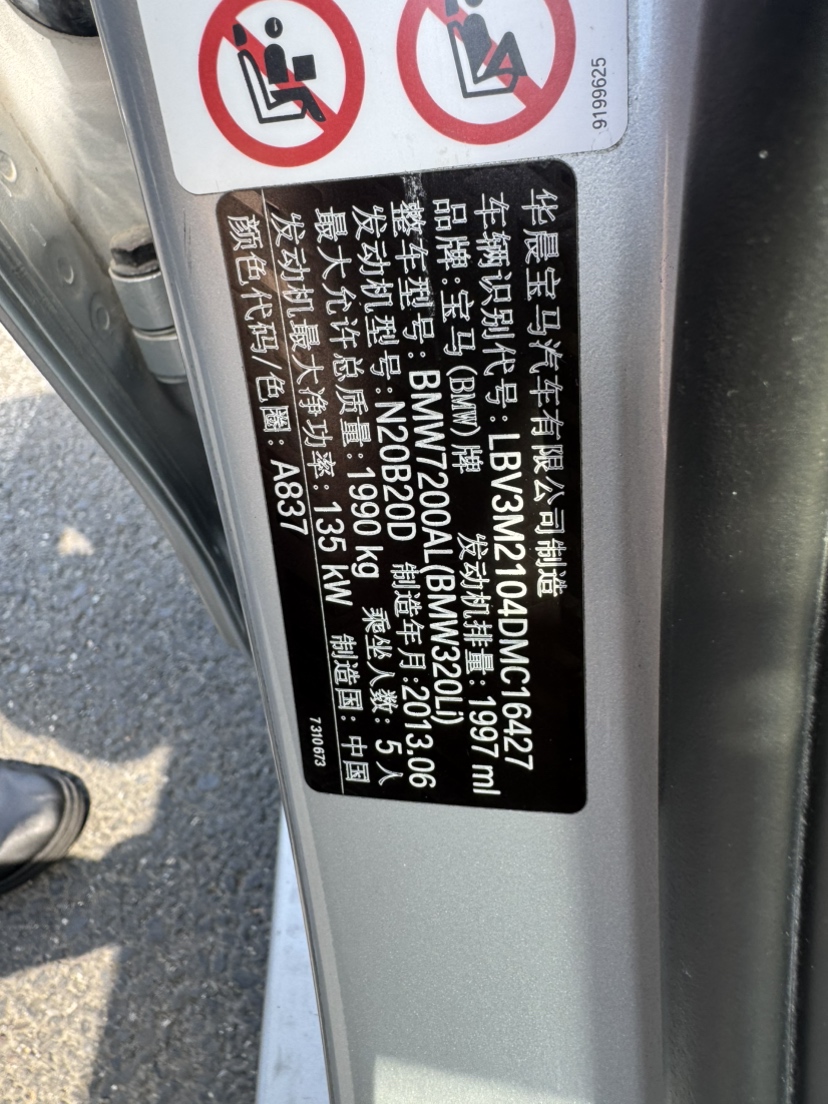 9199625
华晨宝马汽车有限公司制造
车辆识别代号:LBV3M2104DMC16427
品牌:宝马(BMW)牌 发动机排量:1997 ml
整车型号:BMW7200AL(BMW320Li)
发动机型号:N20B20D 制造年月:2013.06
最大允许总质量:1990 kg 乘坐人数:5人
发动机最大净功率:135 kW 制造国:中国
颜色代码/色圈:A837
7310673